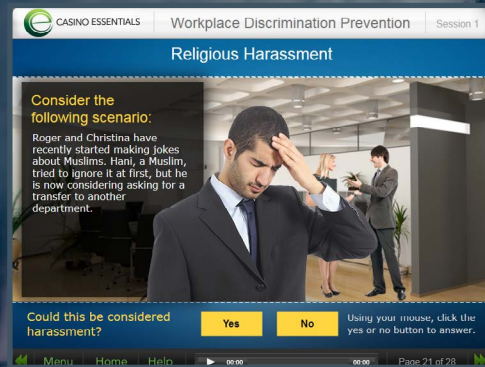 CASINO ESSENTIALS
Workplace Discrimination Prevention
Session 1
Religious Harassment
Consider the
following scenario:
Roger and Christina have
recently started making jokes
about Muslims. Hani, a Muslim,
tried to ignore it at first, but he
is now considering asking for a
transfer to another
department.
Could this be considered
harassment?
Yes
No
Using your mouse, click the
yes or no button to answer.
Menu
Home
Help
00:00
00:00
Page 21 of 28